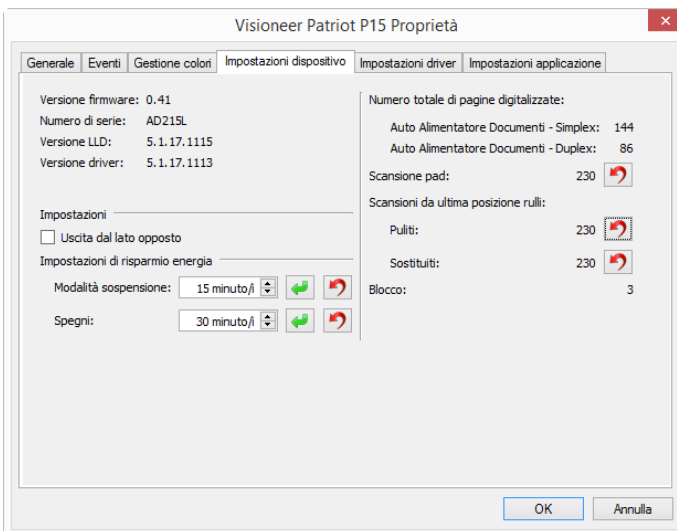 Visioneer Patriot P15 Proprietà
Generale Eventi Gestione colori Impostazioni dispositivo Impostazioni driver Impostazioni applicazione
Versione firmware: 0.41
Numero di serie: AD215L
Versione LLD: 5.1.17.1115
Versione driver: 5.1.17.1113
Impostazioni
Uscita dal lato opposto
Impostazioni di risparmio energia
Modalità sospensione: 15 minuto/i
Spegni: 30 minuto/i
Numero totale di pagine digitalizzate:
Auto Alimentatore Documenti - Simplex: 144
Auto Alimentatore Documenti - Duplex: 86
Scansione pad: 230
Scansioni da ultima posizione rulli:
Puliti: 230
Sostituiti: 230
Blocco: 3
OK Annulla